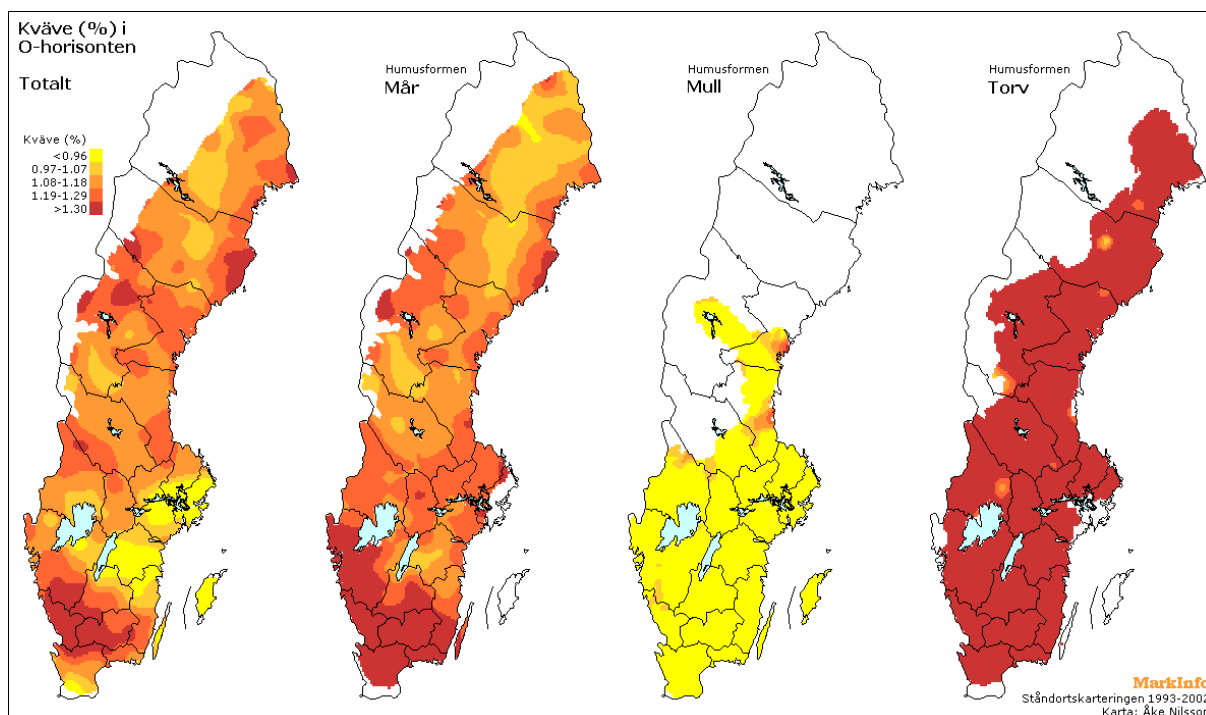 Kväve (%) i
O-horisonten
Totalt
Kväve (%)
<0.96
0.97-1.07
1.08-1.18
1.19-1.29
>1.30
Humusformen
Mår
Humusformen
Mull
Humusformen
Torv
MarkInfo
Ståndortskarteringen 1993-2002
Karta: Åke Nilsson